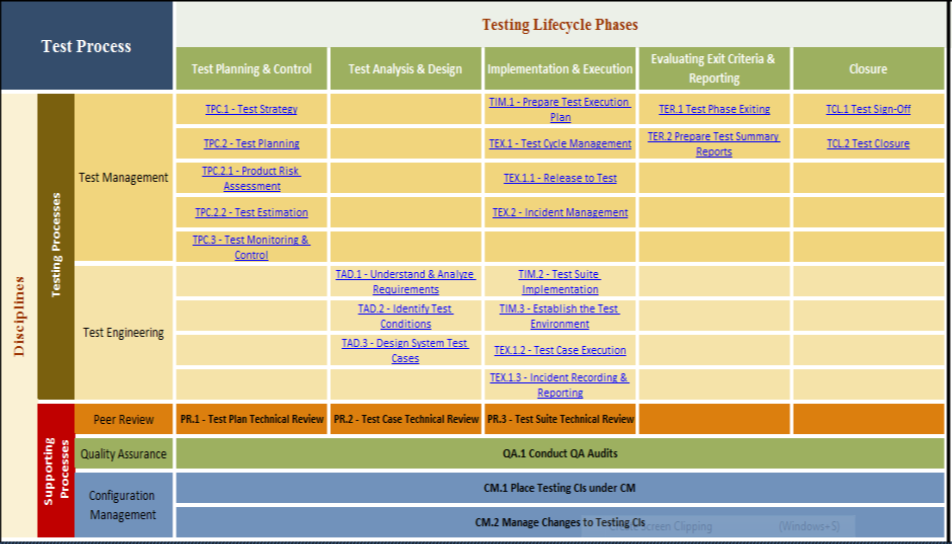 Test Process
Testing Lifecycle Phases
Test Planning & Control
Test Analysis & Design
Implementation & Execution
Evaluating Exit Criteria &
Reporting
Closure
Disciplines
Testing Processes
Test Management
TPC.1 - Test Strategy
TIM.1 - Prepare Test Execution
Plan
TER.1 Test Phase Exiting
TCL.1 Test Sign-Off
TPC.2 - Test Planning
TEX.1 - Test Cycle Management
TER.2 Prepare Test Summary
Reports
TCL.2 Test Closure
TPC.2.1 - Product Risk
Assessment
TEX.1.1 - Release to Test
TPC.2.2 - Test Estimation
TEX.2 - Incident Management
TPC.3 - Test Monitoring &
Control
Test Engineering
TAD.1 - Understand & Analyze
Requirements
TIM.2 - Test Suite
Implementation
TAD.2 - Identify Test
Conditions
TIM.3 - Establish the Test
Environment
TAD.3 - Design System Test
Cases
TEX.1.2 - Test Case Execution
TEX.1.3 - Incident Recording &
Reporting
Supporting
Processes
Peer Review
PR.1 - Test Plan Technical Review
PR.2 - Test Case Technical Review
PR.3 - Test Suite Technical Review
Quality Assurance
QA.1 Conduct QA Audits
Configuration
Management
CM.1 Place Testing CIs under CM
CM.2 Manage Changes to Testing CIs
Screen Clipping
(Windows+S)